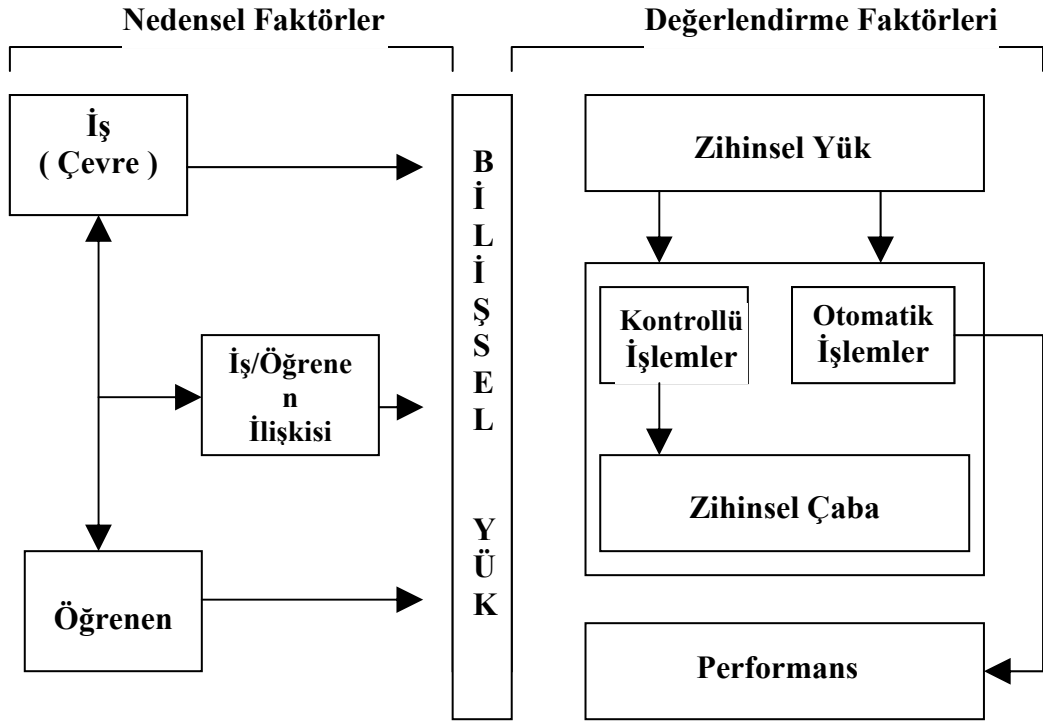 Nedensel Faktörler
Değerlendirme Faktörleri
İş
( Çevre )
İş/Öğrene
n
İlişkisi
Öğrenen
B
İ
L
İ
Ş
S
E
L
Y
Ü
K
Zihinsel Yük
Kontrollü
İşlemler
Otomatik
İşlemler
Zihinsel Çaba
Performans